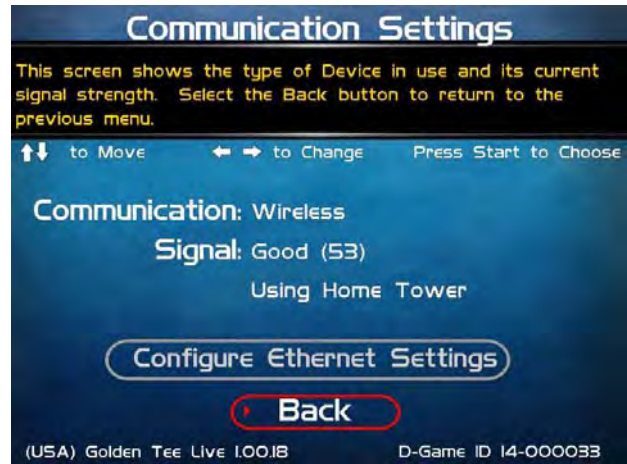 Communication Settings
This screen shows the type of Device in use and its current
signal strength. Select the Back button to return to the
previous menu.
to Move to Change Press Start to Choose
Communication: Wireless
Signal: Good (53)
Using Home Tower
Configure Ethernet Settings
Back
(USA) Golden Tee Live 1.00.18 D-Game ID 14-000033